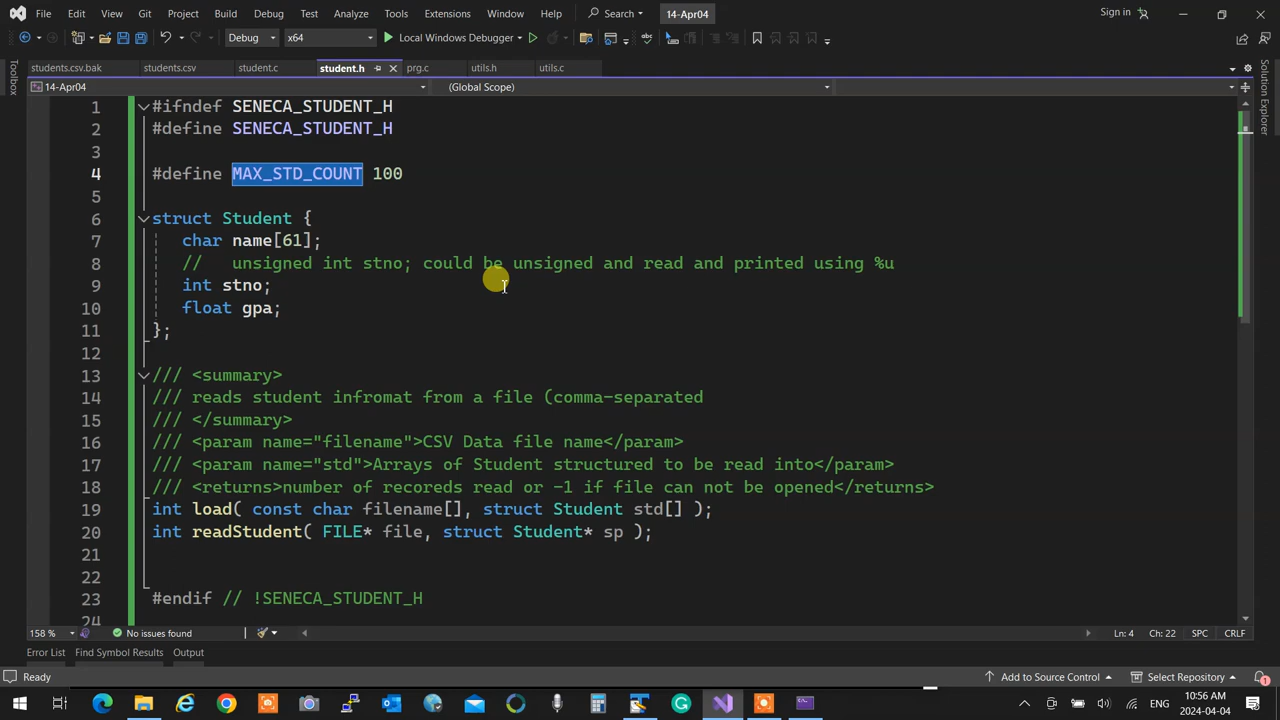 File Edit View Git Project Build Debug Test Analyze Tools Extensions Window Help Search 14-Apr04 Sign in
Debug x64 Local Windows Debugger
students.csv.bak students.csv student.c student.h prg.c utils.h utils.c
14-Apr04 (Global Scope)
Toolbox
Solution Explorer
1 #ifndef SENECA_STUDENT_H
2 #define SENECA_STUDENT_H
3
4 #define MAX_STD_COUNT 100
5
6 struct Student {
7 char name[61];
8 // unsigned int stno; could be unsigned and read and printed using %u
9 int stno;
10 float gpa;
11 };
12
13 /// <summary>
14 /// reads student infromat from a file (comma-separated
15 /// </summary>
16 /// <param name="filename">CSV Data file name</param>
17 /// <param name="std">Arrays of Student structured to be read into</param>
18 /// <returns>number of recoreds read or -1 if file can not be opened</returns>
19 int load( const char filename[], struct Student std[] );
20 int readStudent( FILE* file, struct Student* sp );
21
22
23 #endif // !SENECA_STUDENT_H
24
158 % No issues found Ln: 4 Ch: 22 SPC CRLF
Error List Find Symbol Results Output
Ready Add to Source Control Select Repository 1
ENG 10:56 AM
2024-04-04